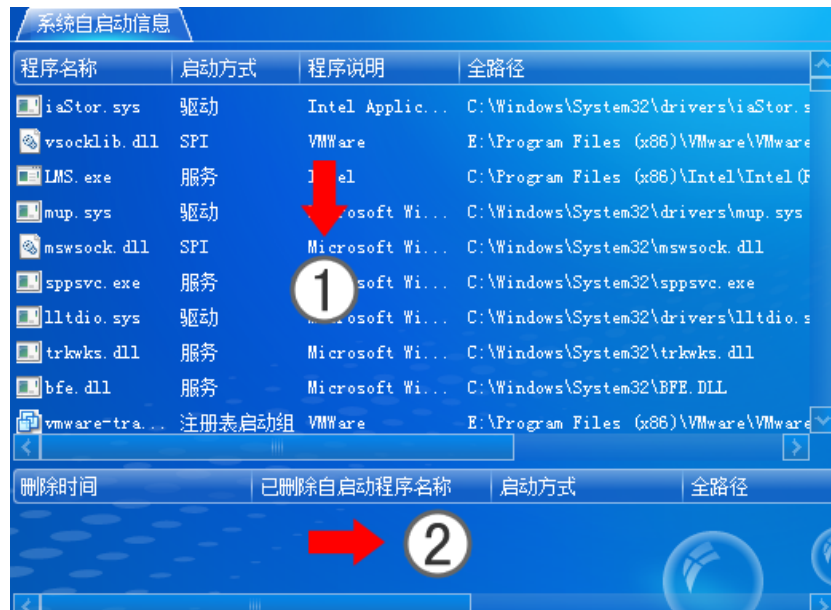 系统自启动信息
程序名称 启动方式 程序说明 全路径
iaStor.sys 驱动 Intel Applic... C:\Windows\System32\drivers\iaStor.s
vsocklib.dll SPI VMWare E:\Program Files (x86)\VMware\VMware
LMS.exe 服务 C:\Program Files (x86)\Intel\Intel(R
mup.sys 驱动 Wi... C:\Windows\System32\drivers\mup.sys
mswsock.dll SPI Microsoft Wi... C:\Windows\System32\mswsock.dll
sppsvc.exe 服务 Wi... C:\Windows\System32\sppsvc.exe
lltdio.sys 驱动 Wi... C:\Windows\System32\drivers\lltdio.s
trkwks.dll 服务 Microsoft Wi... C:\Windows\System32\trkwks.dll
bfe.dll 服务 Microsoft Wi... C:\Windows\System32\BFE.DLL
vmware-tra... 注册表启动组 VMWare E:\Program Files (x86)\VMware\VMware
1
删除时间 已删除自启动程序名称 启动方式 全路径
2